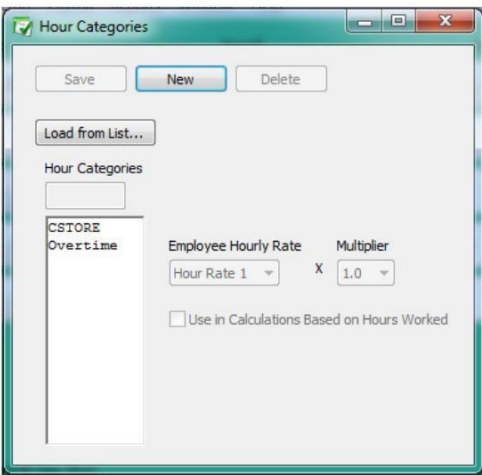 Hour Categories
Save New Delete
Load from List...
Hour Categories
CSTORE
Overtime
Employee Hourly Rate Multiplier
Hour Rate 1 X 1.0
Use in Calculations Based on Hours Worked